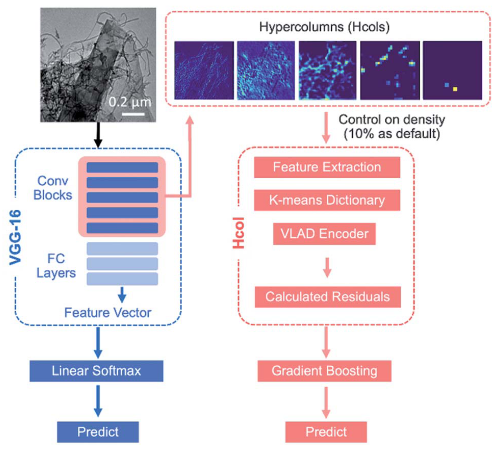 0.2 µm
Hypercolumns (Hcols)
Control on density
(10% as default)
VGG-16
Conv
Blocks
FC
Layers
Feature Vector
Linear Softmax
Predict
Hcol
Feature Extraction
K-means Dictionary
VLAD Encoder
Calculated Residuals
Gradient Boosting
Predict